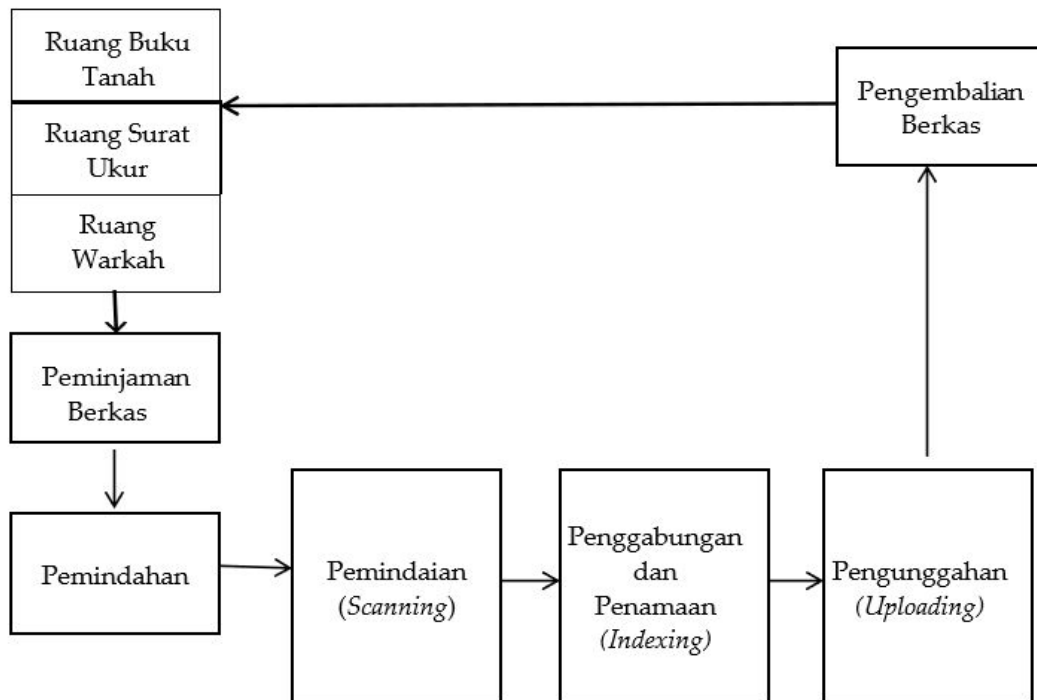 Ruang Buku
Tanah
Ruang Surat
Ukur
Ruang
Warkah
Pengembalian
Berkas
Peminjaman
Berkas
Pemindahan
Pemindaian
(Scanning)
Penggabungan
dan
Penamaan
(Indexing)
Pengunggahan
(Uploading)